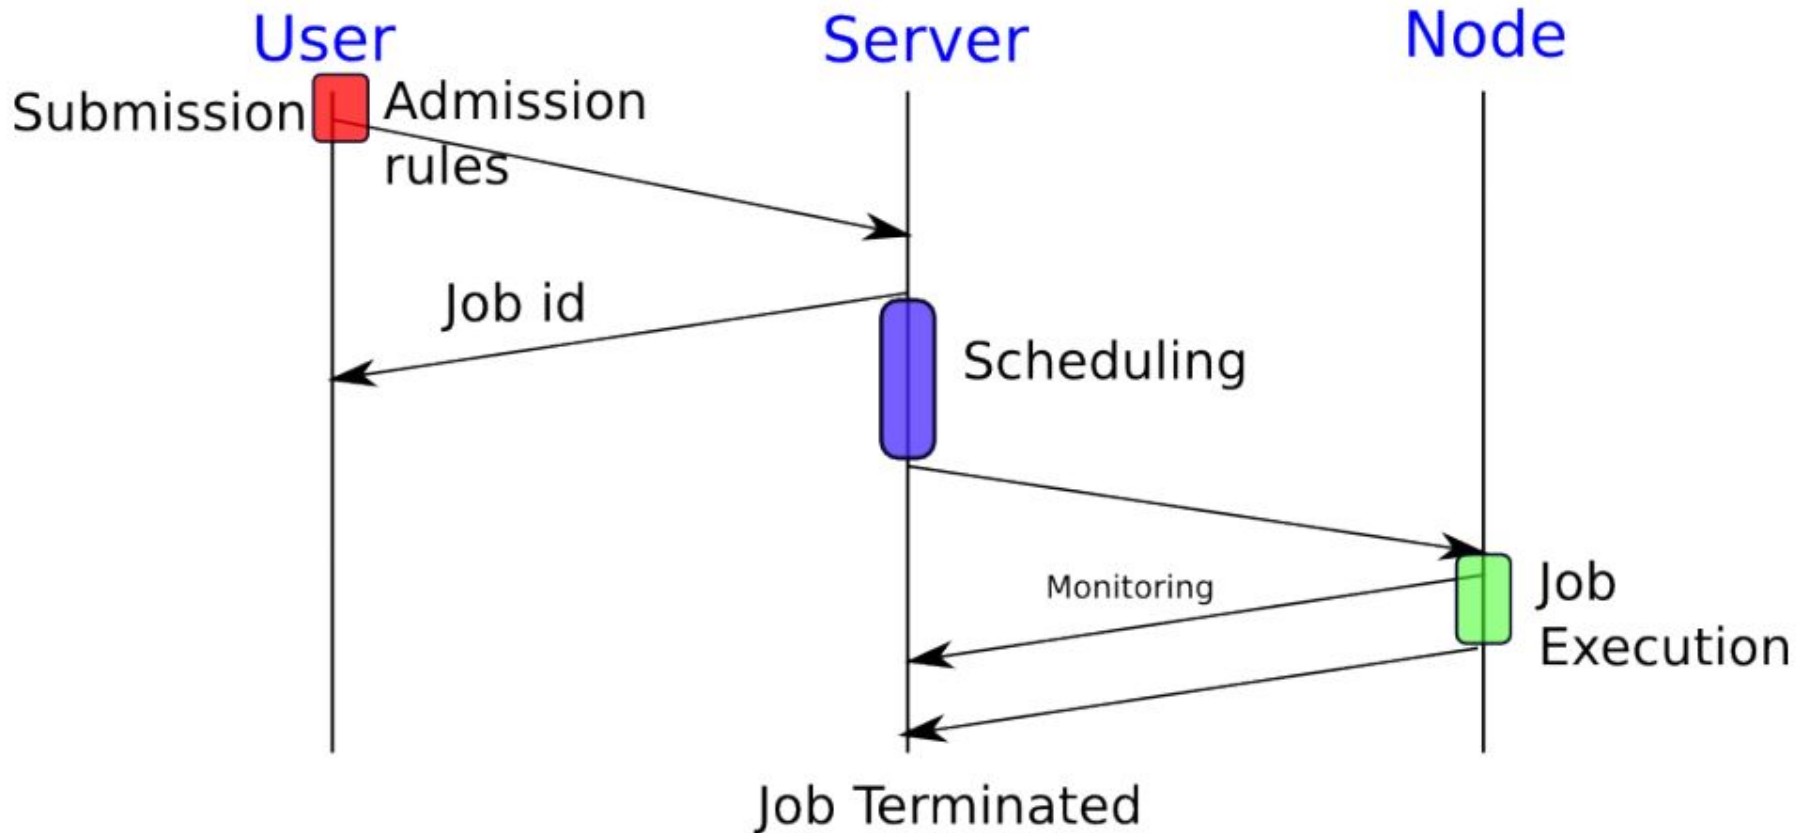 User
Server
Node
Submission
Admission
rules
Job id
Scheduling
Monitoring
Job
Execution
Job Terminated